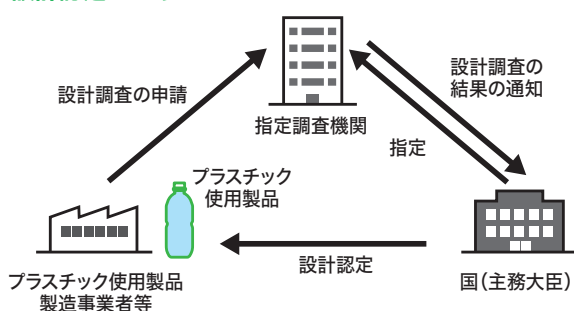 設計調査の申請
設計調査の
結果の通知
指定調査機関
指定
プラスチック
使用製品
設計認定
プラスチック使用製品
製造事業者等
国(主務大臣)